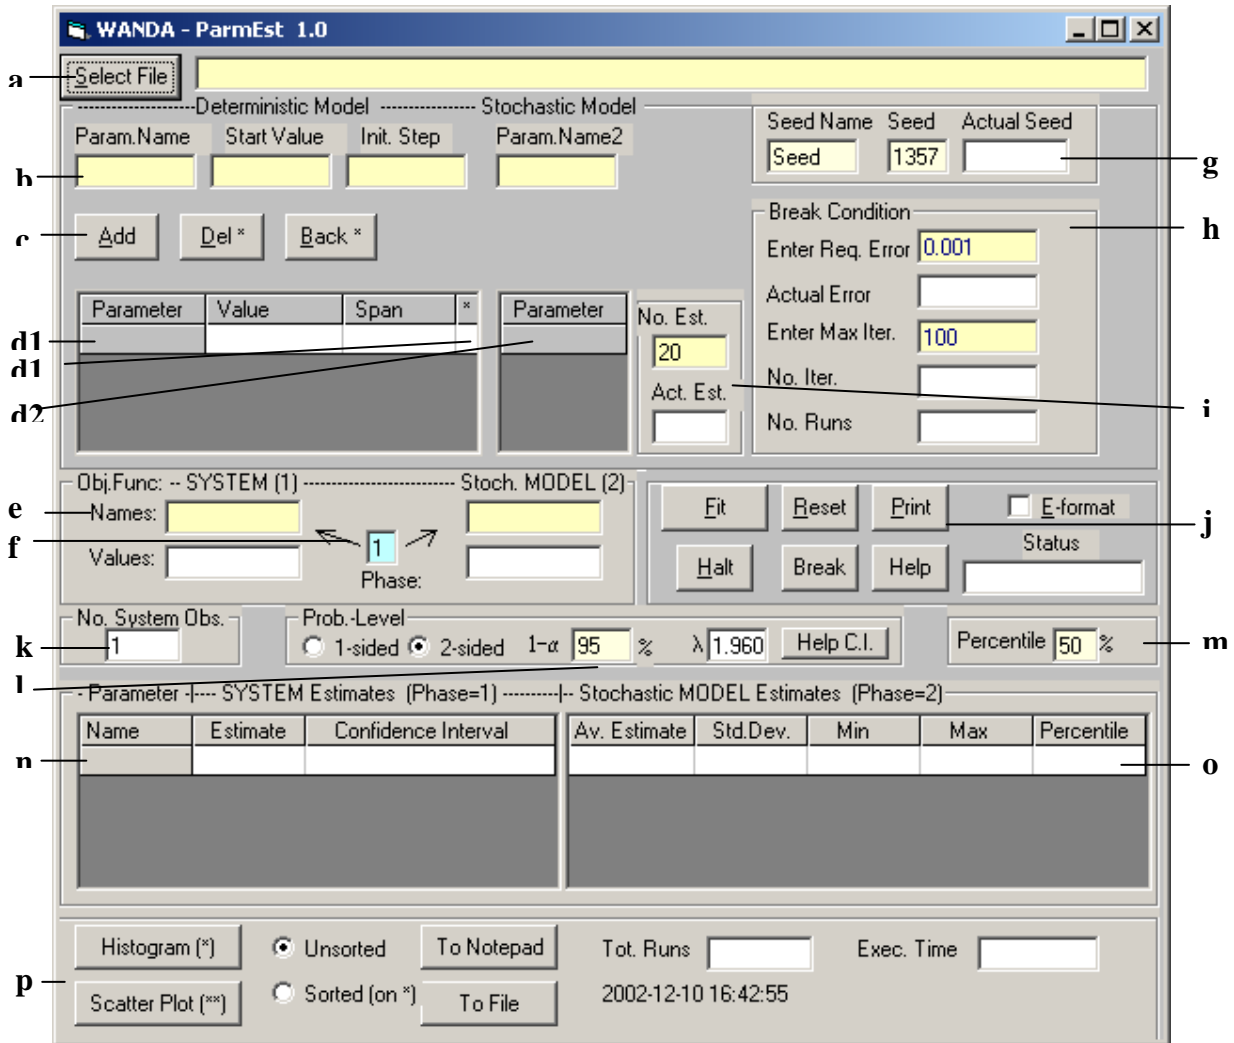 WANDA - ParmEst 1.0
a Select File
-----------------Deterministic Model -------------- Stochastic Model
Param.Name Start Value Init. Step Param.Name2
b
Seed Name Seed Actual Seed
Seed 1357
g
c Add Del * Back *
Break Condition
h
Enter Req. Error 0.001
Actual Error
Enter Max Iter. 100
No. Iter.
No. Runs
Parameter Value Span *
Parameter
d1
d1
d2
No. Est.
20
Act. Est.
i
Obj.Func: -- SYSTEM (1) ---------------------- Stoch. MODEL (2)
e Names:
f 1
Values:
Phase:
Fit Reset Print E-format
j
Status
Halt Break Help
No. System Obs.
k 1
Prob.-Level
1-sided 2-sided 1-α 95 % λ 1.960 Help C.I.
l
Percentile 50 %
m
- Parameter -|---- SYSTEM Estimates (Phase=1) ---------|-- Stochastic MODEL Estimates (Phase=2)
Name Estimate Confidence Interval Av. Estimate Std.Dev. Min Max Percentile
n
o
Histogram (*) Unsorted To Notepad Tot. Runs Exec. Time
p
Scatter Plot (**) Sorted (on *) To File 2002-12-10 16:42:55